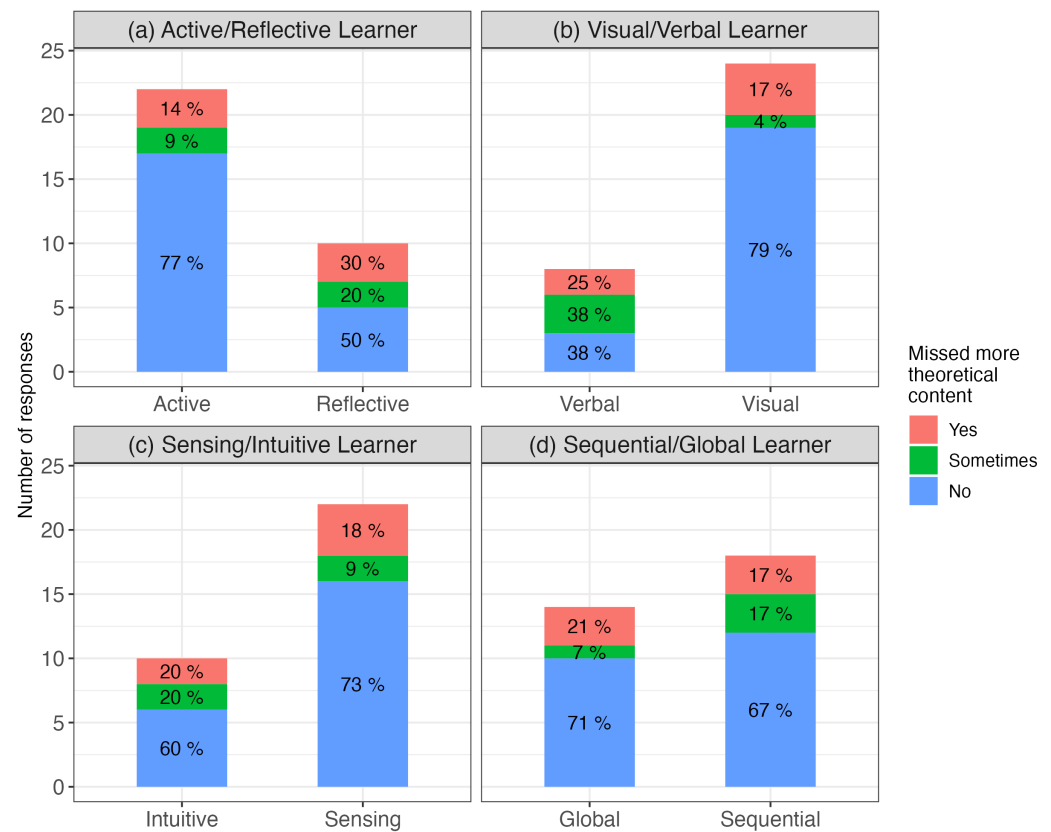 (a) Active/Reflective Learner
(b) Visual/Verbal Learner
Number of responses
25
20
15
10
5
0
14 %
9 %
77 %
30 %
20 %
50 %
Active
Reflective
25 %
38 %
38 %
17 %
4 %
79 %
Verbal
Visual
(c) Sensing/Intuitive Learner
(d) Sequential/Global Learner
25
20
15
10
5
0
20 %
20 %
60 %
18 %
9 %
73 %
Intuitive
Sensing
21 %
7 %
71 %
17 %
17 %
67 %
Global
Sequential
Missed more
theoretical
content
Yes
Sometimes
No